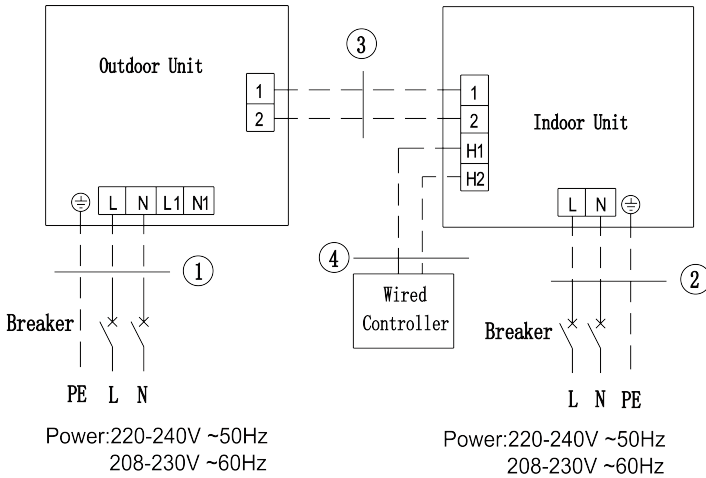 Outdoor Unit
1
2
③
1
2
H1
H2
Indoor Unit
L N L1 N1
L N
①
④
②
Wired
Controller
Breaker
Breaker
PE L N
L N PE
Power:220-240V ~50Hz
208-230V ~60Hz
Power:220-240V ~50Hz
208-230V ~60Hz